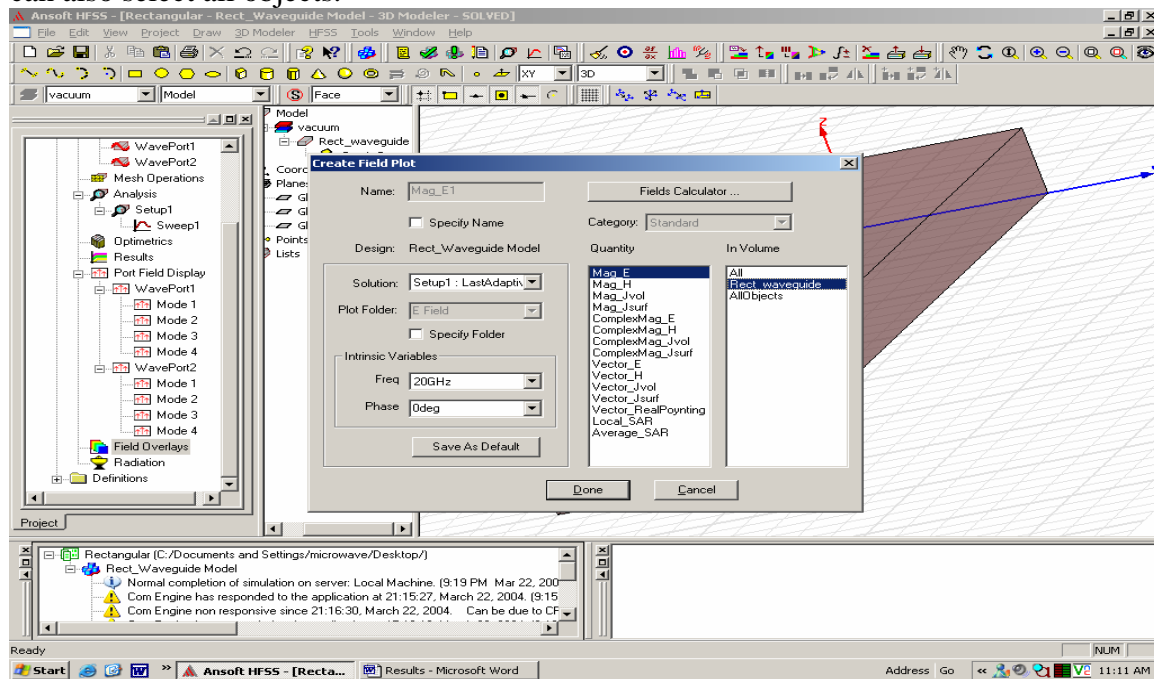 can also select all objects.
Ansoft HFSS - [Rectangular - Rect_Waveguide Model - 3D Modeler - SOLVED]
File Edit View Project Draw 3D Modeler HFSS Tools Window Help
XY 3D
vacuum Model Face
Model
vacuum
Rect_waveguide
Plane
Points
Lists
WavePort1
WavePort2
Mesh Operations
Analysis
Setup1
Sweep1
Optimetrics
Results
Port Field Display
WavePort1
Mode 1
Mode 2
Mode 3
Mode 4
WavePort2
Mode 1
Mode 2
Mode 3
Mode 4
Field Overlays
Radiation
Definitions
Project
Create Field Plot
Name: Mag_E1
Fields Calculator ...
Specify Name
Category: Standard
Design: Rect_Waveguide Model
Quantity
In Volume
Solution: Setup1 : LastAdaptiv
Plot Folder: E Field
Specify Folder
Intrinsic Variables
Freq 20GHz
Phase 0deg
Save As Default
Mag_E
Mag_H
Mag_Jvol
Mag_Jsurf
ComplexMag_E
ComplexMag_H
ComplexMag_Jvol
ComplexMag_Jsurf
Vector_E
Vector_H
Vector_Jvol
Vector_Jsurf
Vector_RealPoynting
Local_SAR
Average_SAR
All
Rect_waveguide
AllObjects
Done
Cancel
Z
Rectangular (C:/Documents and Settings/microwave/Desktop/)
Rect_Waveguide Model
Normal completion of simulation on server: Local Machine. (9:19 PM Mar 22, 200
Com Engine has responded to the application at 21:15:27, March 22, 2004. (9:15
Com Engine non responsive since 21:16:30, March 22, 2004. Can be due to CF
Ready
NUM
Start
Ansoft HFSS - [Recta...
Results - Microsoft Word
Address Go
11:11 AM